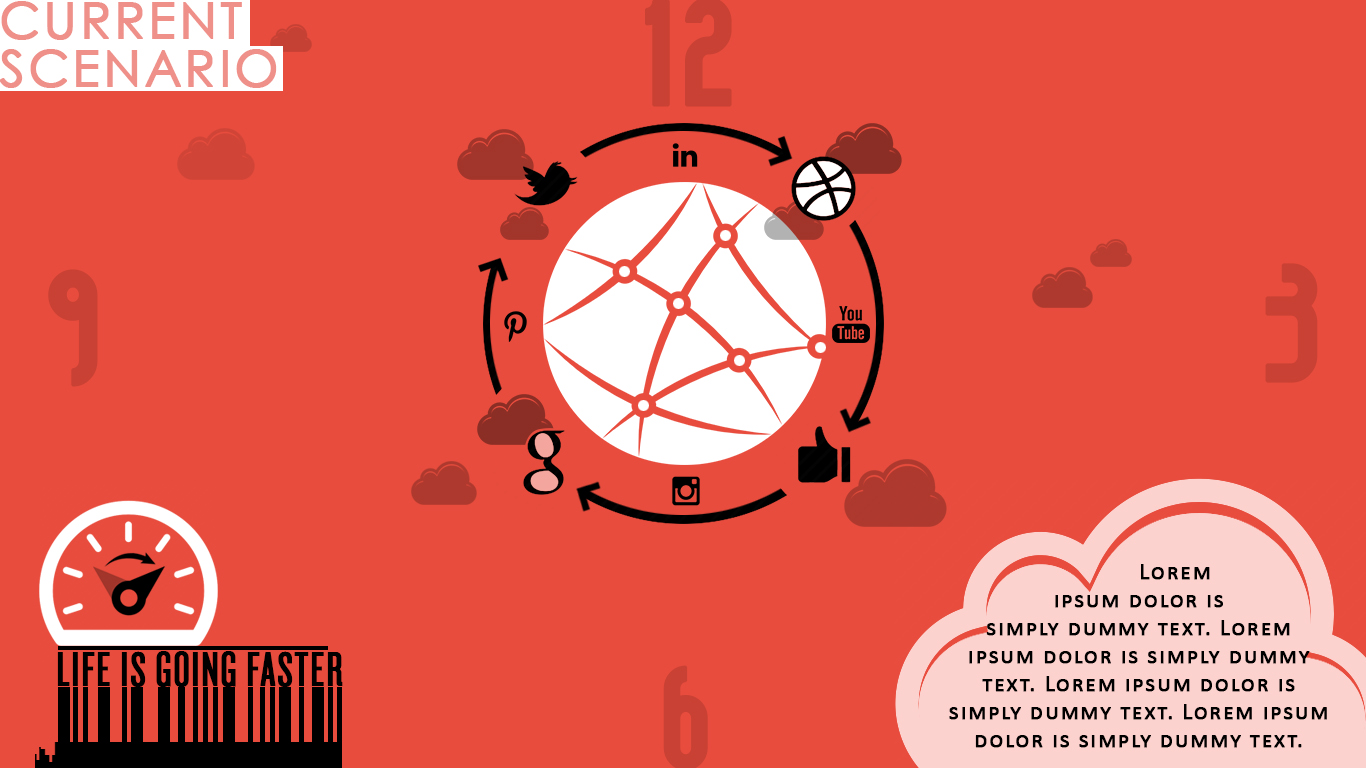 CURRENT
SCENARIO
12
in
9
3
You
Tube
g
LIFE IS GOING FASTER
6
Lorem
ipsum dolor is
simply dummy text. Lorem
ipsum dolor is simply dummy
text. Lorem ipsum dolor is
simply dummy text. Lorem ipsum
dolor is simply dummy text.